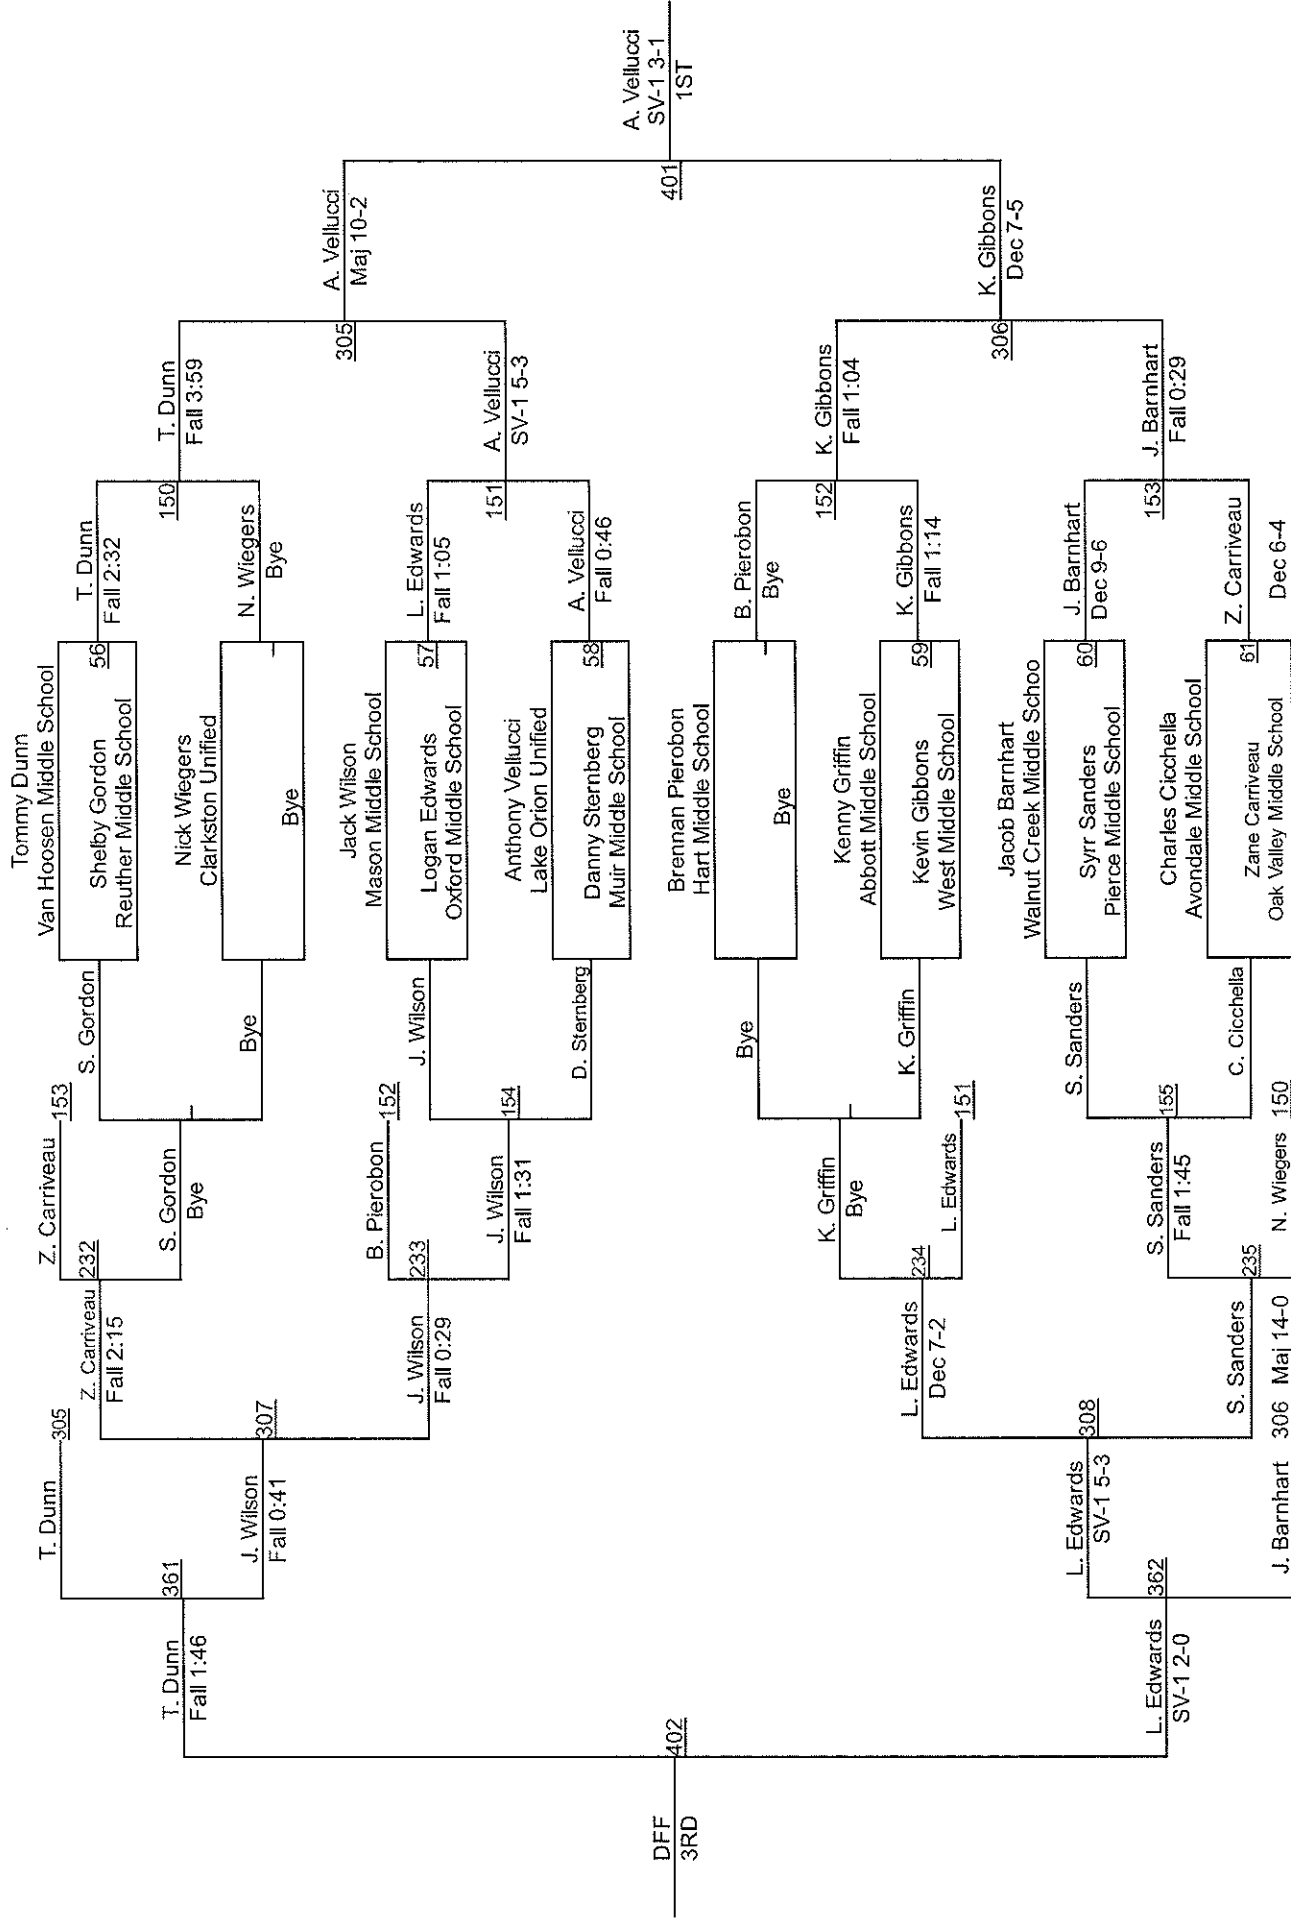 Tommy Dunn
Van Hoosen Middle School
56
Shelby Gordon
Reuther Middle School
Nick Wiegers
Clarkston Unified
Bye
Jack Wilson
Mason Middle School
57
Logan Edwards
Oxford Middle School
Anthony Vellucci
Lake Orion Unified
58
Danny Sternberg
Muir Middle School
Brennan Pierobon
Hart Middle School
Bye
Kenny Griffin
Abbott Middle School
59
Kevin Gibbons
West Middle School
Jacob Barnhart
Walnut Creek Middle Schoo
60
Syrr Sanders
Pierce Middle School
Charles Cicchella
Avondale Middle School
61
Zane Carriveau
Oak Valley Middle School
T. Dunn
Fall 2:32
N. Wiegers
Bye
L. Edwards
Fall 1:05
A. Vellucci
Fall 0:46
B. Pierobon
Bye
K. Gibbons
Fall 1:14
J. Barnhart
Dec 9-6
Z. Carriveau
Dec 6-4
150
151
152
153
T. Dunn
Fall 3:59
A. Vellucci
SV-1 5-3
K. Gibbons
Fall 1:04
J. Barnhart
Fall 0:29
305
306
A. Vellucci
Maj 10-2
K. Gibbons
Dec 7-5
401
A. Vellucci
SV-1 3-1
1ST
S. Gordon
Bye
J. Wilson
D. Sternberg
Bye
K. Griffin
S. Sanders
C. Cicchella
153
152
154
151
155
150
Z. Carriveau
S. Gordon
Bye
B. Pierobon
J. Wilson
Fall 1:31
K. Griffin
Bye
L. Edwards
S. Sanders
Fall 1:45
N. Wiegers
232
233
234
235
Z. Carriveau
Fall 2:15
J. Wilson
Fall 0:29
L. Edwards
Dec 7-2
S. Sanders
Maj 14-0
305
307
308
306
T. Dunn
J. Wilson
Fall 0:41
L. Edwards
SV-1 5-3
J. Barnhart
361
362
T. Dunn
Fall 1:46
L. Edwards
SV-1 2-0
402
DFF
3RD